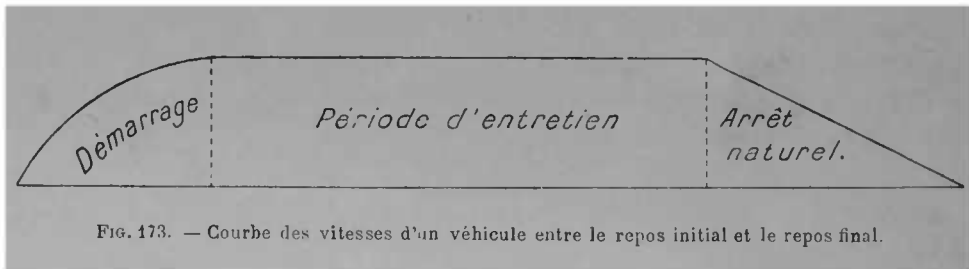 Démarrage
Période d'entretien
Arrêt
naturel.
FIG. 173. — Courbe des vitesses d'un véhicule entre le repos initial et le repos final.